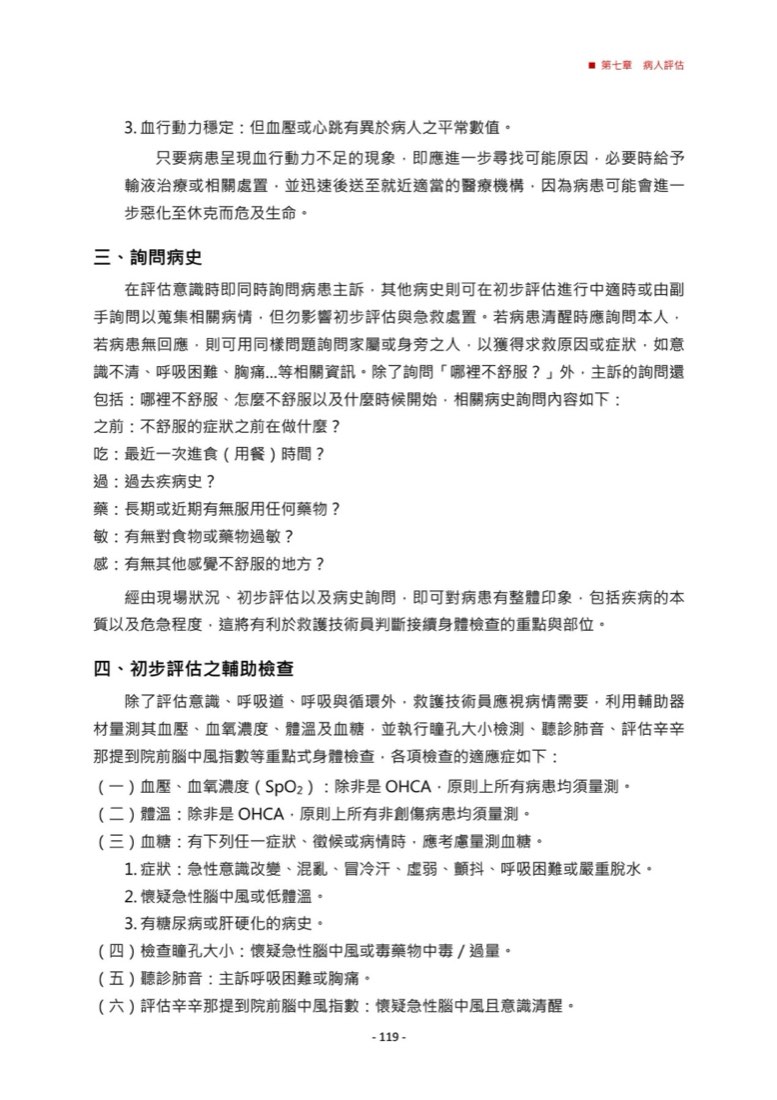 ■ 第七章　病人評估
3. 血行動力穩定：但血壓或心跳有異於病人之平常數值。
只要病患呈現血行動力不足的現象，即應進一步尋找可能原因，必要時給予
輸液治療或相關處置，並迅速後送至就近適當的醫療機構，因為病患可能會進一
步惡化至休克而危及生命。
三、詢問病史
在評估意識時即同時詢問病患主訴，其他病史則可在初步評估進行中適時或由副
手詢問以蒐集相關病情，但勿影響初步評估與急救處置。若病患清醒時應詢問本人，
若病患無回應，則可用同樣問題詢問家屬或身旁之人，以獲得求救原因或症狀，如意
識不清、呼吸困難、胸痛…等相關資訊。除了詢問「哪裡不舒服？」外，主訴的詢問還
包括：哪裡不舒服、怎麼不舒服以及什麼時候開始，相關病史詢問內容如下：
之前：不舒服的症狀之前在做什麼？
吃：最近一次進食（用餐）時間？
過：過去疾病史？
藥：長期或近期有無服用任何藥物？
敏：有無對食物或藥物過敏？
感：有無其他感覺不舒服的地方？
經由現場狀況、初步評估以及病史詢問，即可對病患有整體印象，包括疾病的本
質以及危急程度，這將有利於救護技術員判斷接續身體檢查的重點與部位。
四、初步評估之輔助檢查
除了評估意識、呼吸道、呼吸與循環外，救護技術員應視病情需要，利用輔助器
材量測其血壓、血氧濃度、體溫及血糖，並執行瞳孔大小檢測、聽診肺音、評估辛辛
那提到院前腦中風指數等重點式身體檢查，各項檢查的適應症如下：
（一）血壓、血氧濃度（SpO₂）：除非是 OHCA，原則上所有病患均須量測。
（二）體溫：除非是 OHCA，原則上所有非創傷病患均須量測。
（三）血糖：有下列任一症狀、徵候或病情時，應考慮量測血糖。
1. 症狀：急性意識改變、混亂、冒冷汗、虛弱、顫抖、呼吸困難或嚴重脫水。
2. 懷疑急性腦中風或低體溫。
3. 有糖尿病或肝硬化的病史。
（四）檢查瞳孔大小：懷疑急性腦中風或毒藥物中毒 / 過量。
（五）聽診肺音：主訴呼吸困難或胸痛。
（六）評估辛辛那提到院前腦中風指數：懷疑急性腦中風且意識清醒。
- 119 -